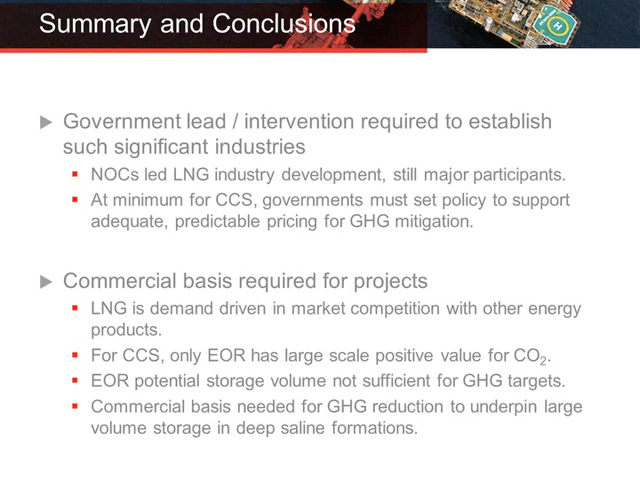 Summary and Conclusions
Government lead / intervention required to establish
such significant industries
NOCs led LNG industry development, still major participants.
At minimum for CCS, governments must set policy to support
adequate, predictable pricing for GHG mitigation.
Commercial basis required for projects
LNG is demand driven in market competition with other energy
products.
For CCS, only EOR has large scale positive value for CO₂.
EOR potential storage volume not sufficient for GHG targets.
Commercial basis needed for GHG reduction to underpin large
volume storage in deep saline formations.